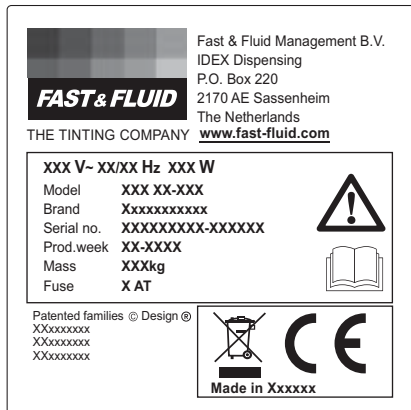 Fast & Fluid Management B.V.
IDEX Dispensing
P.O. Box 220
2170 AE Sassenheim
The Netherlands
www.fast-fluid.com
FAST & FLUID
THE TINTING COMPANY
XXX V~ XX/XX Hz XXX W
Model XXX XX-XXX
Brand Xxxxxxxxxxx
Serial no. XXXXXXXXX-XXXXXX
Prod.week XX-XXXX
Mass XXXkg
Fuse X AT
Patented families © Design ®
XXxxxxxxx
XXxxxxxxx
XXxxxxxxx
CE
Made in Xxxxxx